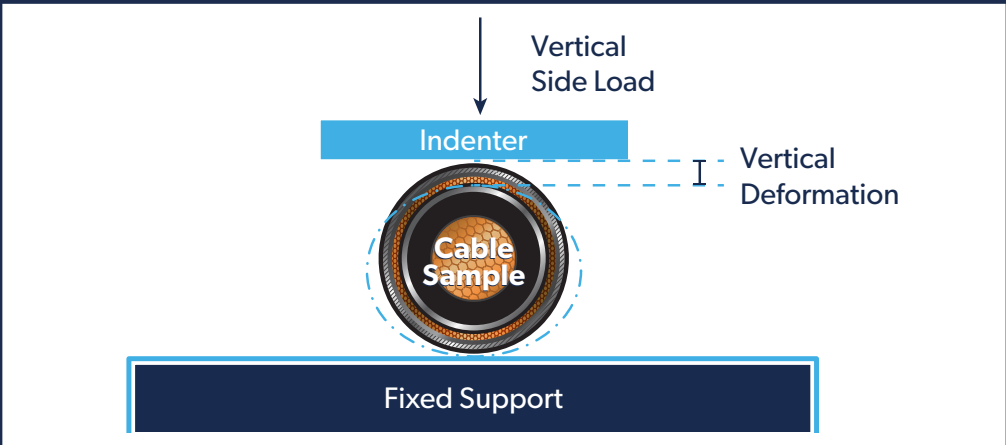 Vertical
Side Load
Indenter
Vertical
Deformation
Cable
Sample
Fixed Support